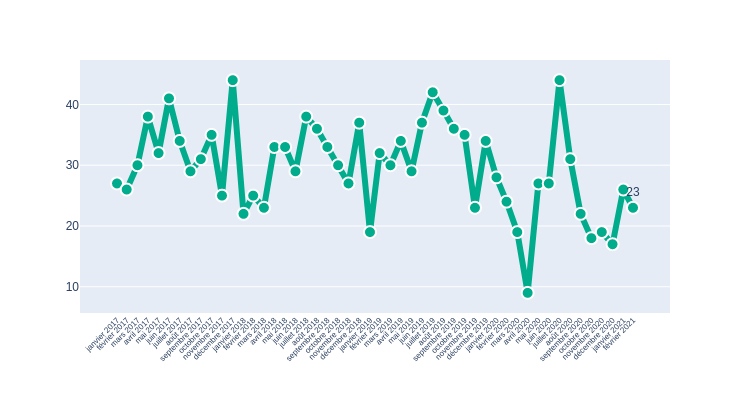 40
30
20
10
23
janvier 2017
février 2017
mars 2017
avril 2017
mai 2017
juin 2017
juillet 2017
août 2017
septembre 2017
octobre 2017
novembre 2017
décembre 2017
janvier 2018
février 2018
mars 2018
avril 2018
mai 2018
juin 2018
juillet 2018
août 2018
septembre 2018
octobre 2018
novembre 2018
décembre 2018
janvier 2019
février 2019
mars 2019
avril 2019
mai 2019
juin 2019
juillet 2019
août 2019
septembre 2019
octobre 2019
novembre 2019
décembre 2019
janvier 2020
février 2020
mars 2020
avril 2020
mai 2020
juin 2020
juillet 2020
août 2020
septembre 2020
octobre 2020
novembre 2020
décembre 2020
janvier 2021
février 2021